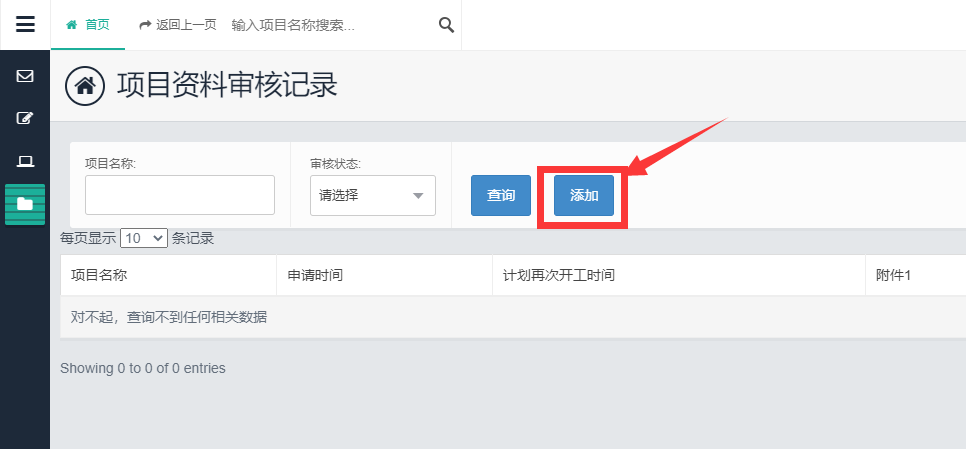 首页 返回上一页 输入项目名称搜索...
项目资料审核记录
项目名称: 审核状态:
请选择 查询 添加
每页显示 10 条记录
项目名称 申请时间 计划再次开工时间 附件1
对不起，查询不到任何相关数据
Showing 0 to 0 of 0 entries